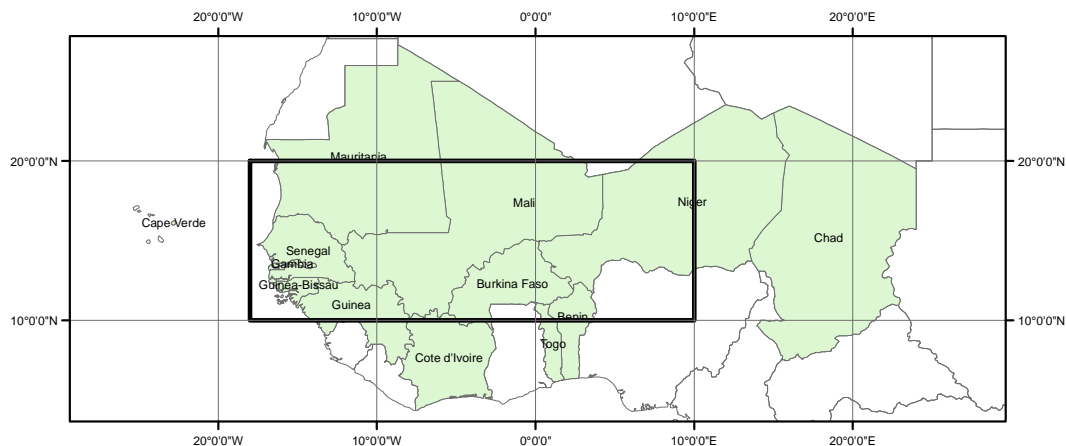 20°0'0"W 10°0'0"W 0°0'0" 10°0'0"E 20°0'0"E
Mauritania
20°0'0"N 20°0'0"N
Mali Niger
Cape Verde
Chad
Senegal
Gambia
Guinea-Bissau Burkina Faso
Guinea
Benin
10°0'0"N 10°0'0"N
Togo
Cote d'Ivoire
20°0'0"W 10°0'0"W 0°0'0" 10°0'0"E 20°0'0"E